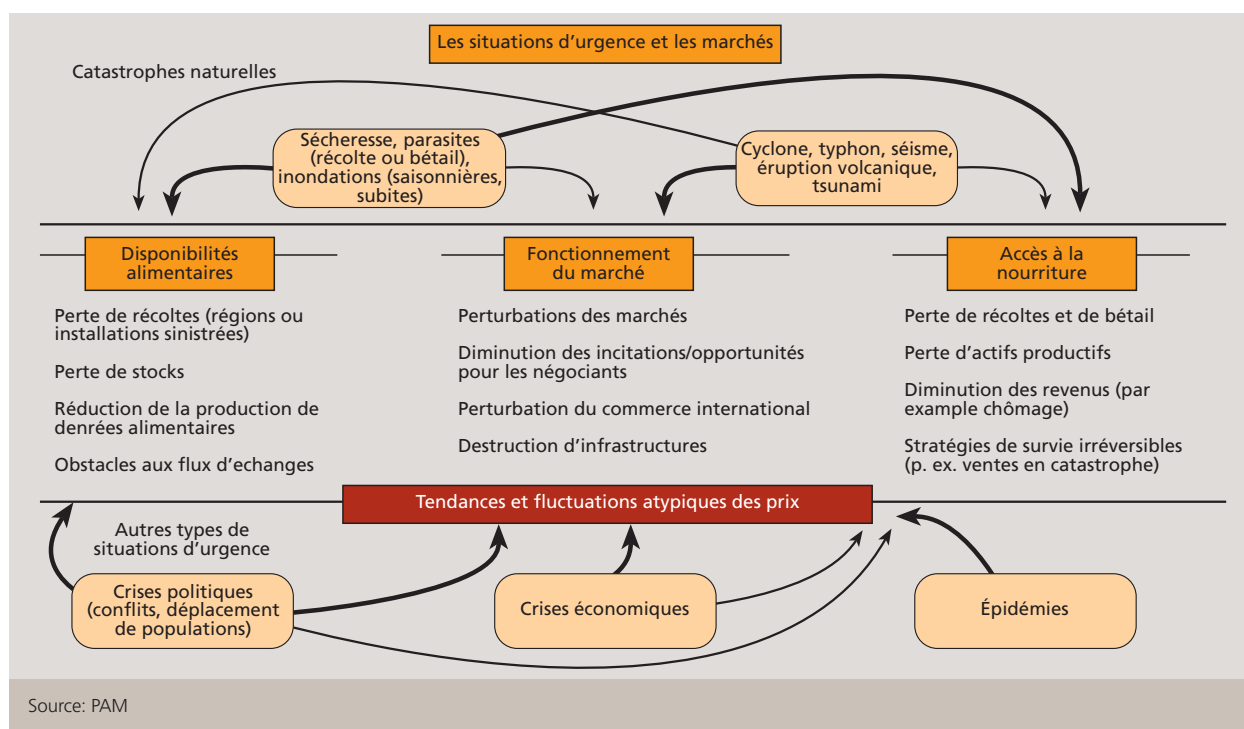 Les situations d'urgence et les marchés
Catastrophes naturelles
Sécheresse, parasites
(récolte ou bétail),
inondations (saisonnières,
subites)
Cyclone, typhon, séisme,
éruption volcanique,
tsunami
Disponibilités
alimentaires
Perte de récoltes (régions ou
installations sinistrées)
Perte de stocks
Réduction de la production de
denrées alimentaires
Obstacles aux flux d'echanges
Fonctionnement
du marché
Perturbations des marchés
Diminution des incitations/opportunités
pour les négociants
Perturbation du commerce international
Destruction d'infrastructures
Accès à la
nourriture
Perte de récoltes et de bétail
Perte d'actifs productifs
Diminution des revenus (par
example chômage)
Stratégies de survie irréversibles
(p. ex. ventes en catastrophe)
Tendances et fluctuations atypiques des prix
Autres types de
situations d'urgence
Crises politiques
(conflits, déplacement
de populations)
Crises économiques
Épidémies
Source: PAM